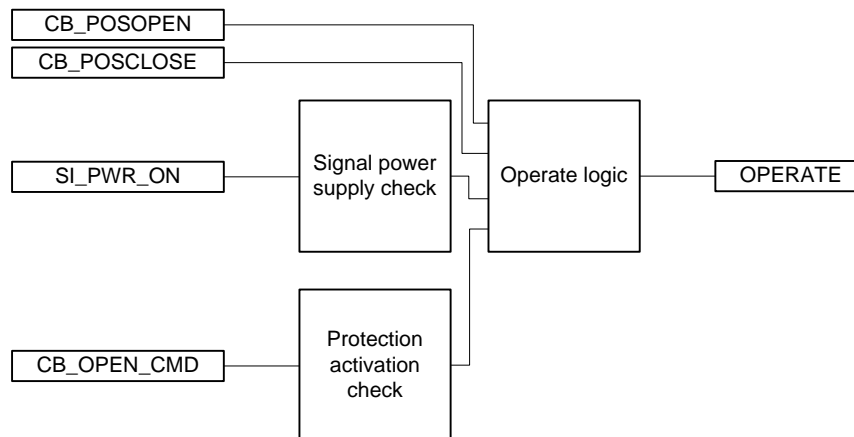 CB_POSOPEN
CB_POSCLOSE
SI_PWR_ON
Signal power
supply check
Operate logic
OPERATE
CB_OPEN_CMD
Protection
activation
check